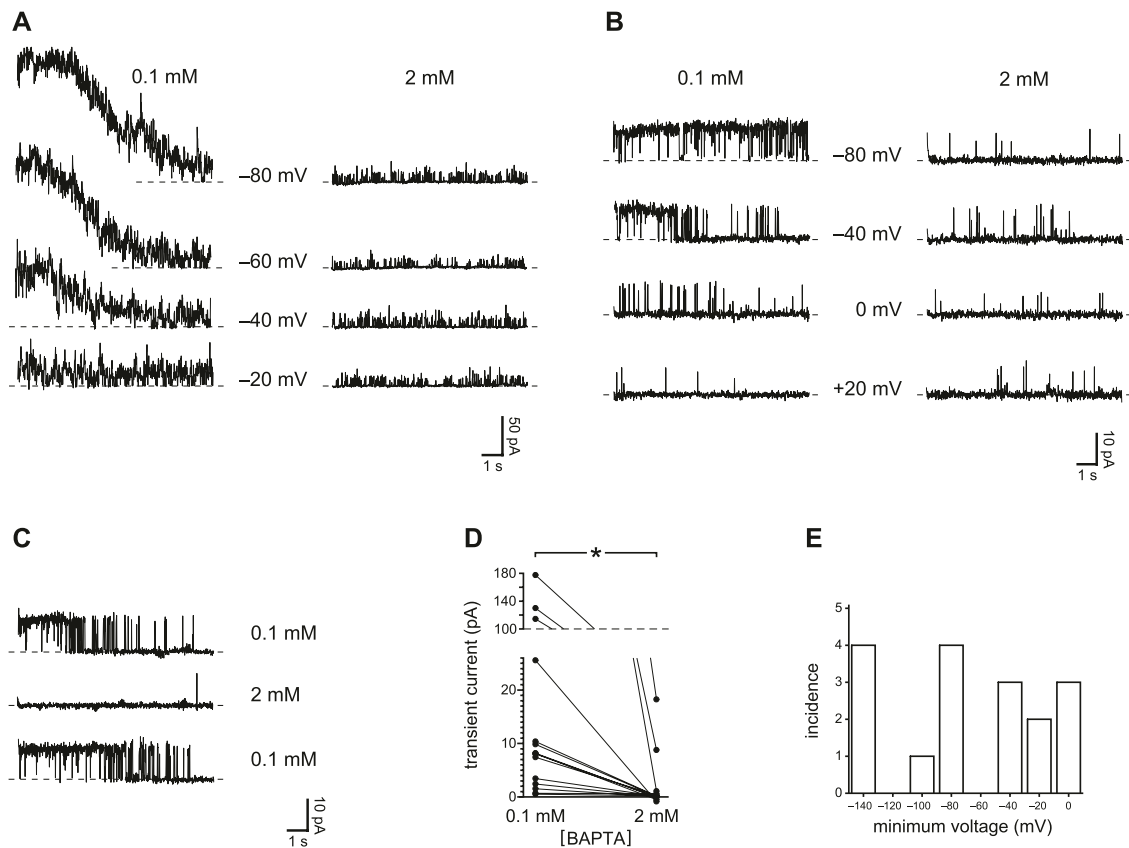 A
0.1 mM
2 mM
–80 mV
–60 mV
–40 mV
–20 mV
50 pA
1 s
B
0.1 mM
2 mM
–80 mV
–40 mV
0 mV
+20 mV
10 pA
1 s
C
0.1 mM
2 mM
0.1 mM
10 pA
1 s
D
*
180
140
100
20
10
0
transient current (pA)
0.1 mM
2 mM
[BAPTA]
E
5
4
3
2
1
0
incidence
–140 –120 –100 –80 –60 –40 –20 0
minimum voltage (mV)